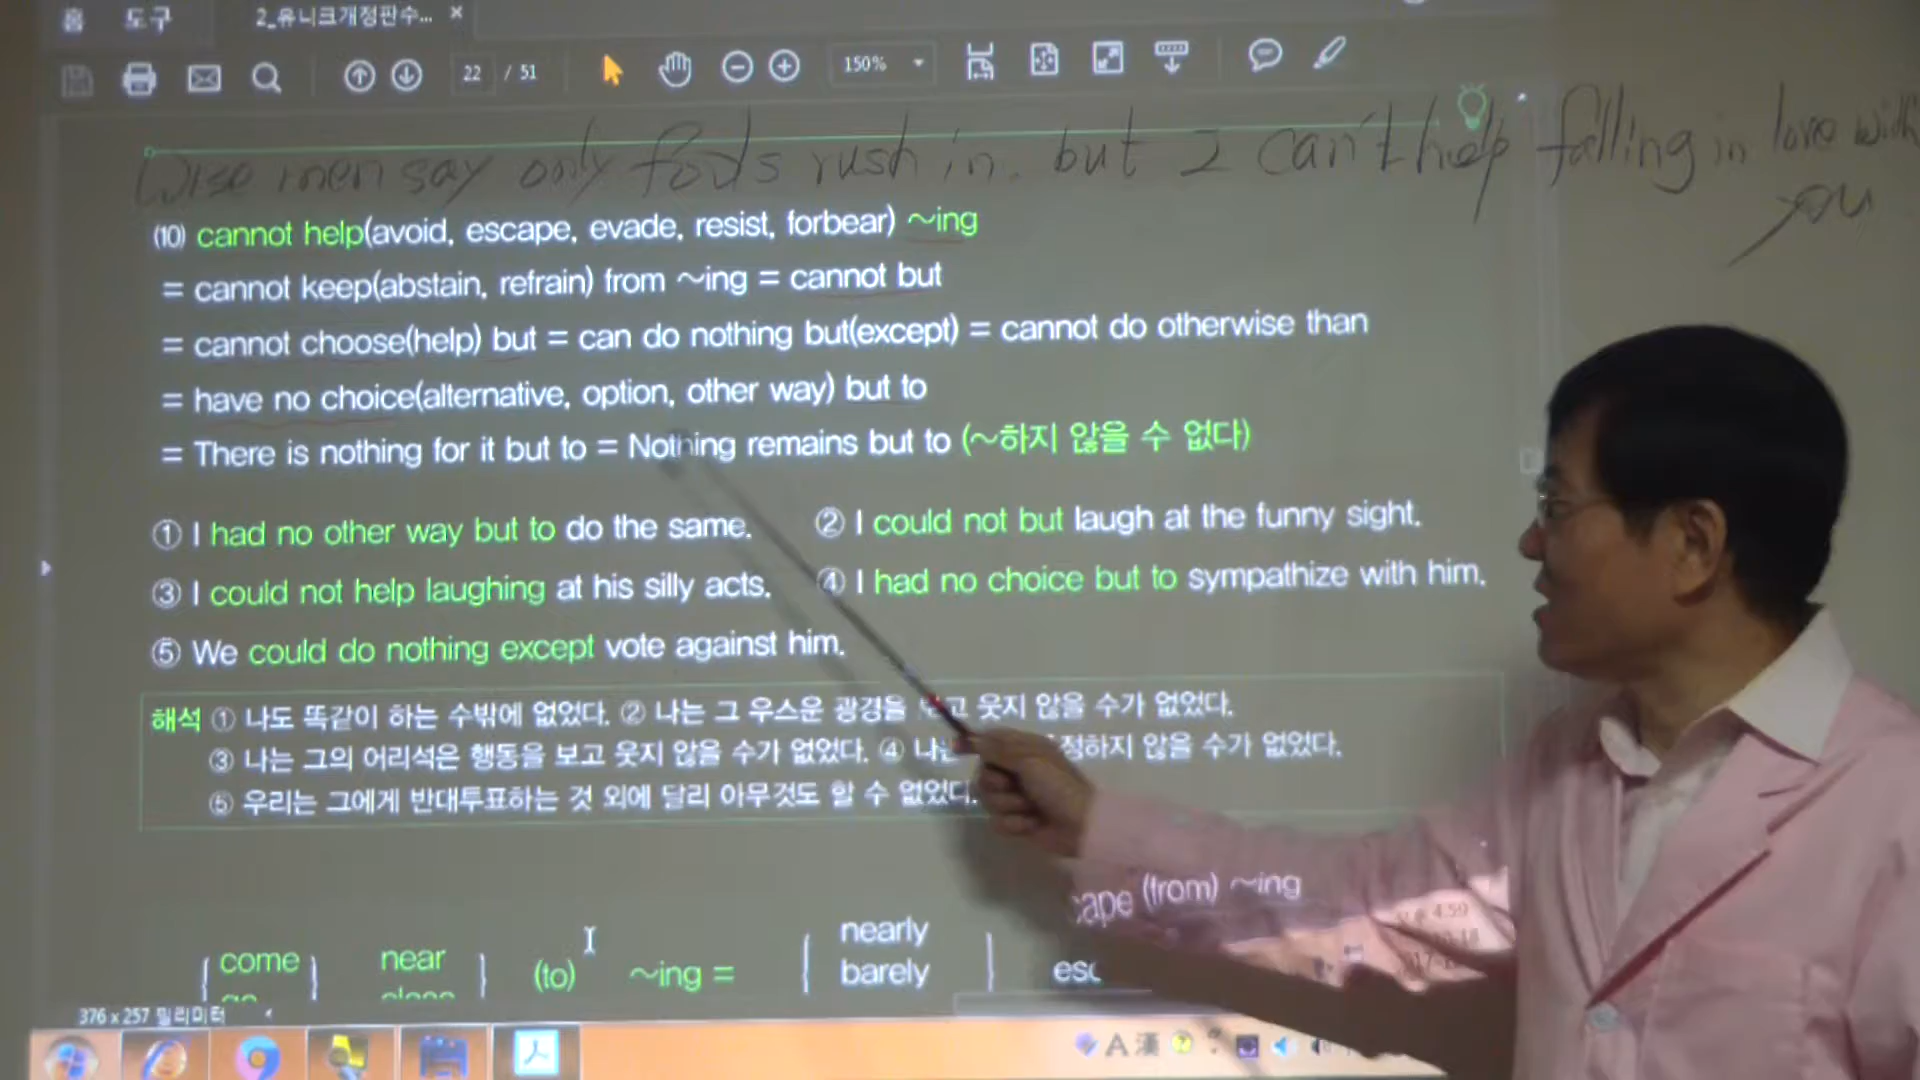 홈 도구 2_유니크개정판수... ×
22 / 51 150%
Wise men say only fools rush in. but I can't help falling in love with
you
(10) cannot help(avoid, escape, evade, resist, forbear) ~ing
= cannot keep(abstain, refrain) from ~ing = cannot but
= cannot choose(help) but = can do nothing but(except) = cannot do otherwise than
= have no choice(alternative, option, other way) but to
= There is nothing for it but to = Nothing remains but to (~하지 않을 수 없다)
① I had no other way but to do the same. ② I could not but laugh at the funny sight.
③ I could not help laughing at his silly acts. ④ I had no choice but to sympathize with him.
⑤ We could do nothing except vote against him.
해석 ① 나도 똑같이 하는 수밖에 없었다. ② 나는 그 우스운 광경을 보고 웃지 않을 수가 없었다.
③ 나는 그의 어리석은 행동을 보고 웃지 않을 수가 없었다. ④ 나는 정하지 않을 수가 없었다.
⑤ 우리는 그에게 반대투표하는 것 외에 달리 아무것도 할 수 없었다.
cape (from) ~ing
come near (to) ~ing = nearly
barely esc
376 x 257 밀리미터
A 漢
4:59